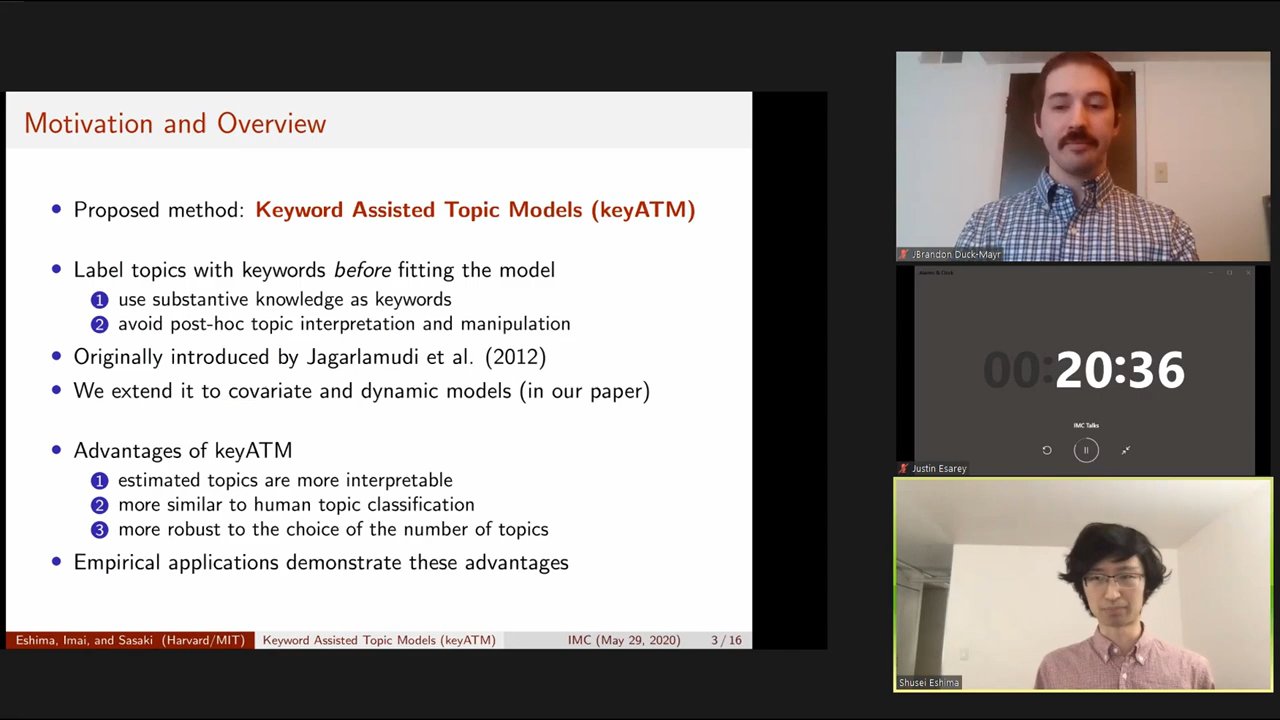 Motivation and Overview
Proposed method: Keyword Assisted Topic Models (keyATM)
Label topics with keywords before fitting the model
1 use substantive knowledge as keywords
2 avoid post-hoc topic interpretation and manipulation
Originally introduced by Jagarlamudi et al. (2012)
We extend it to covariate and dynamic models (in our paper)
Advantages of keyATM
1 estimated topics are more interpretable
2 more similar to human topic classification
3 more robust to the choice of the number of topics
Empirical applications demonstrate these advantages
Eshima, Imai, and Sasaki (Harvard/MIT) Keyword Assisted Topic Models (keyATM) IMC (May 29, 2020) 3 / 16
JBrandon Duck-Mayr
Alarms & Clock
00:20:36
IMC Talks
Justin Esarey
Shusei Eshima